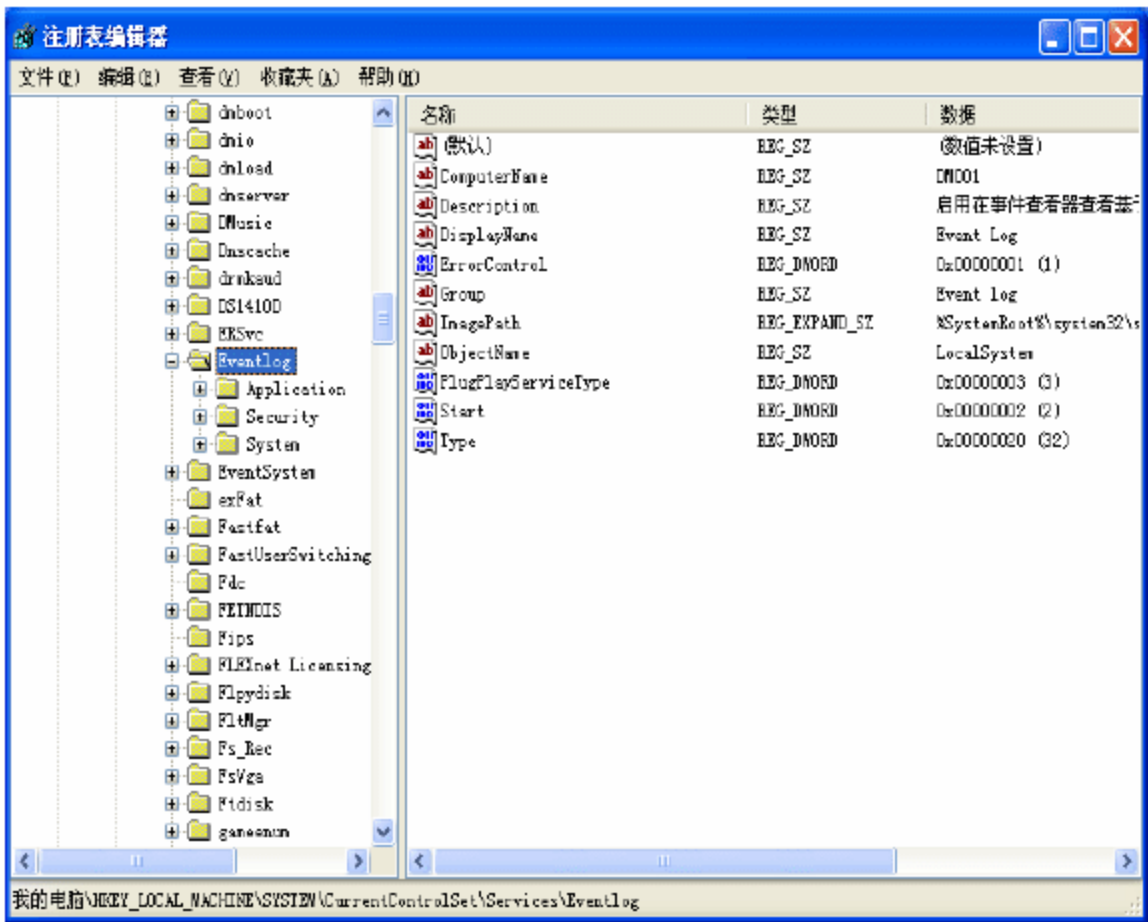 注册表编辑器
文件(F) 编辑(E) 查看(V) 收藏夹(A) 帮助(H)
dmboot
dmio
dmload
dmserver
DMusic
Dnscache
drmkaud
DS1410D
ERSvc
Eventlog
Application
Security
System
EventSystem
exFat
Fastfat
FastUserSwitching
Fdc
FETNDIS
Fips
FLEXnet Licensing
Flpydisk
FltMgr
Fs_Rec
FsVga
Ftdisk
gameenum
名称 类型 数据
(默认) REG_SZ (数值未设置)
ComputerName REG_SZ DMD01
Description REG_SZ 启用在事件查看器查看基于
DisplayName REG_SZ Event Log
ErrorControl REG_DWORD 0x00000001 (1)
Group REG_SZ Event log
ImagePath REG_EXPAND_SZ %SystemRoot%\system32\s
ObjectName REG_SZ LocalSystem
PlugPlayServiceType REG_DWORD 0x00000003 (3)
Start REG_DWORD 0x00000002 (2)
Type REG_DWORD 0x00000020 (32)
我的电脑\HKEY_LOCAL_MACHINE\SYSTEM\CurrentControlSet\Services\Eventlog